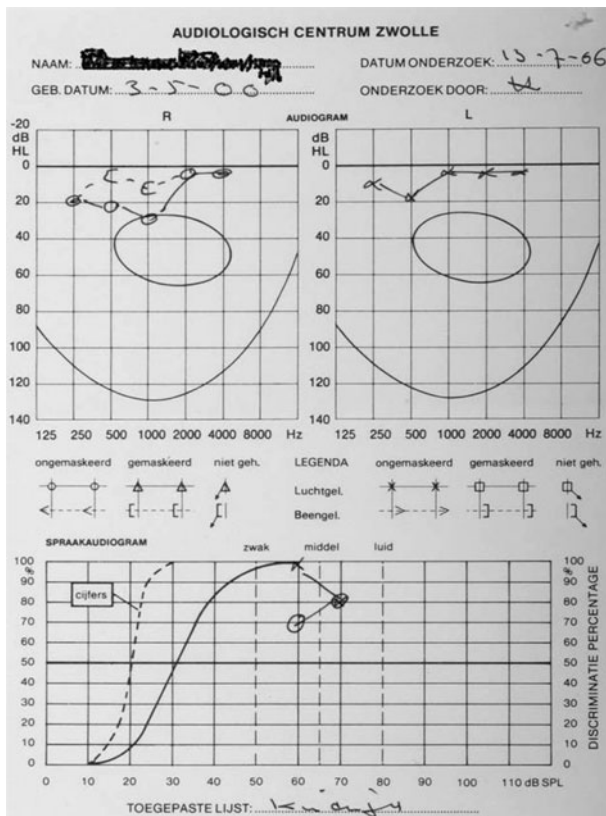 AUDIOLOGISCH CENTRUM ZWOLLE
NAAM: DATUM ONDERZOEK: 13-7-06
GEB. DATUM: 3-5-00 ONDERZOEK DOOR:
R AUDIOGRAM L
-20
dB
HL
0
20
40
60
80
100
120
140
dB
HL
0
20
40
60
80
100
120
140
125 250 500 1000 2000 4000 8000 Hz 125 250 500 1000 2000 4000 8000 Hz
ongemaskeerd gemaskeerd niet geh. LEGENDA ongemaskeerd gemaskeerd niet geh.
Luchtgel.
Beengel.
SPRAAKAUDIOGRAM zwak middel luid
cijfers
100
%
90
80
70
60
50
40
30
20
10
0
100
%
90
80
70
60
50
40
30
20
10
0
DISCRIMINATIE PERCENTAGE
0 10 20 30 40 50 60 70 80 90 100 110 dB SPL
TOEGEPASTE LIJST: